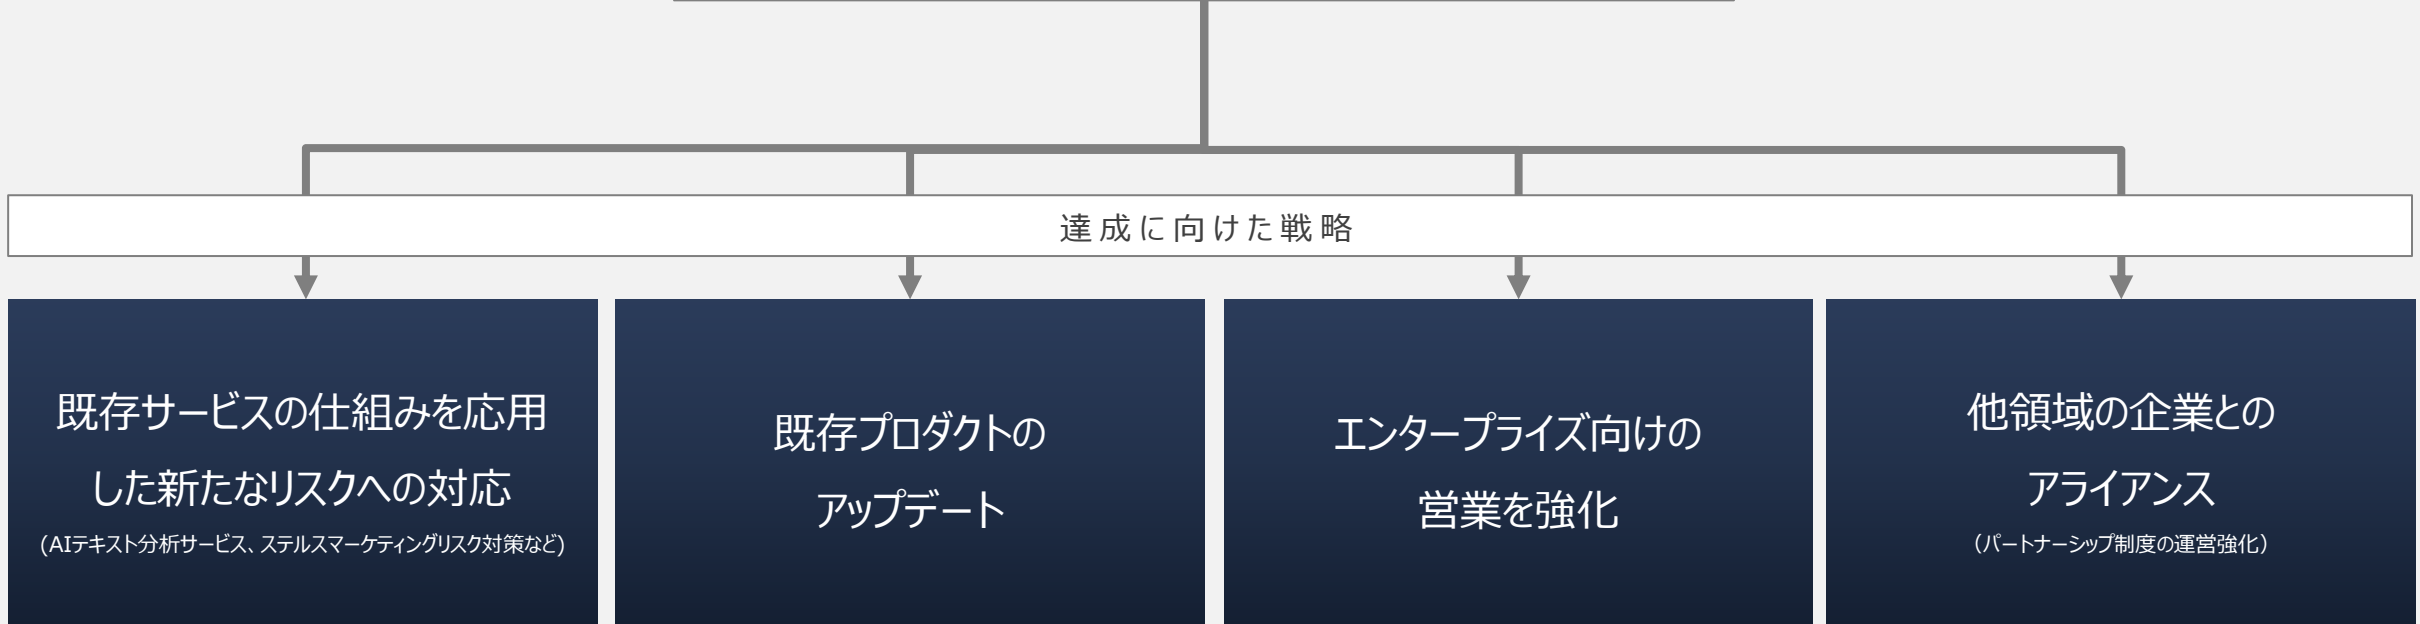 達成に向けた戦略
既存サービスの仕組みを応用
した新たなリスクへの対応
(AIテキスト分析サービス、ステルスマーケティングリスク対策など)
既存プロダクトの
アップデート
エンタープライズ向けの
営業を強化
他領域の企業との
アライアンス
（パートナーシップ制度の運営強化）